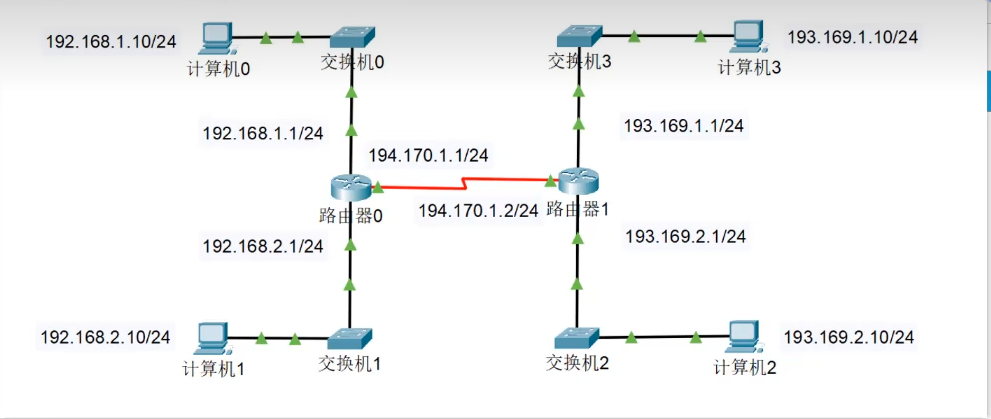 192.168.1.10/24
计算机0
交换机0
交换机3
计算机3
193.169.1.10/24
192.168.1.1/24
193.169.1.1/24
194.170.1.1/24
路由器0
194.170.1.2/24
路由器1
192.168.2.1/24
193.169.2.1/24
192.168.2.10/24
计算机1
交换机1
交换机2
计算机2
193.169.2.10/24